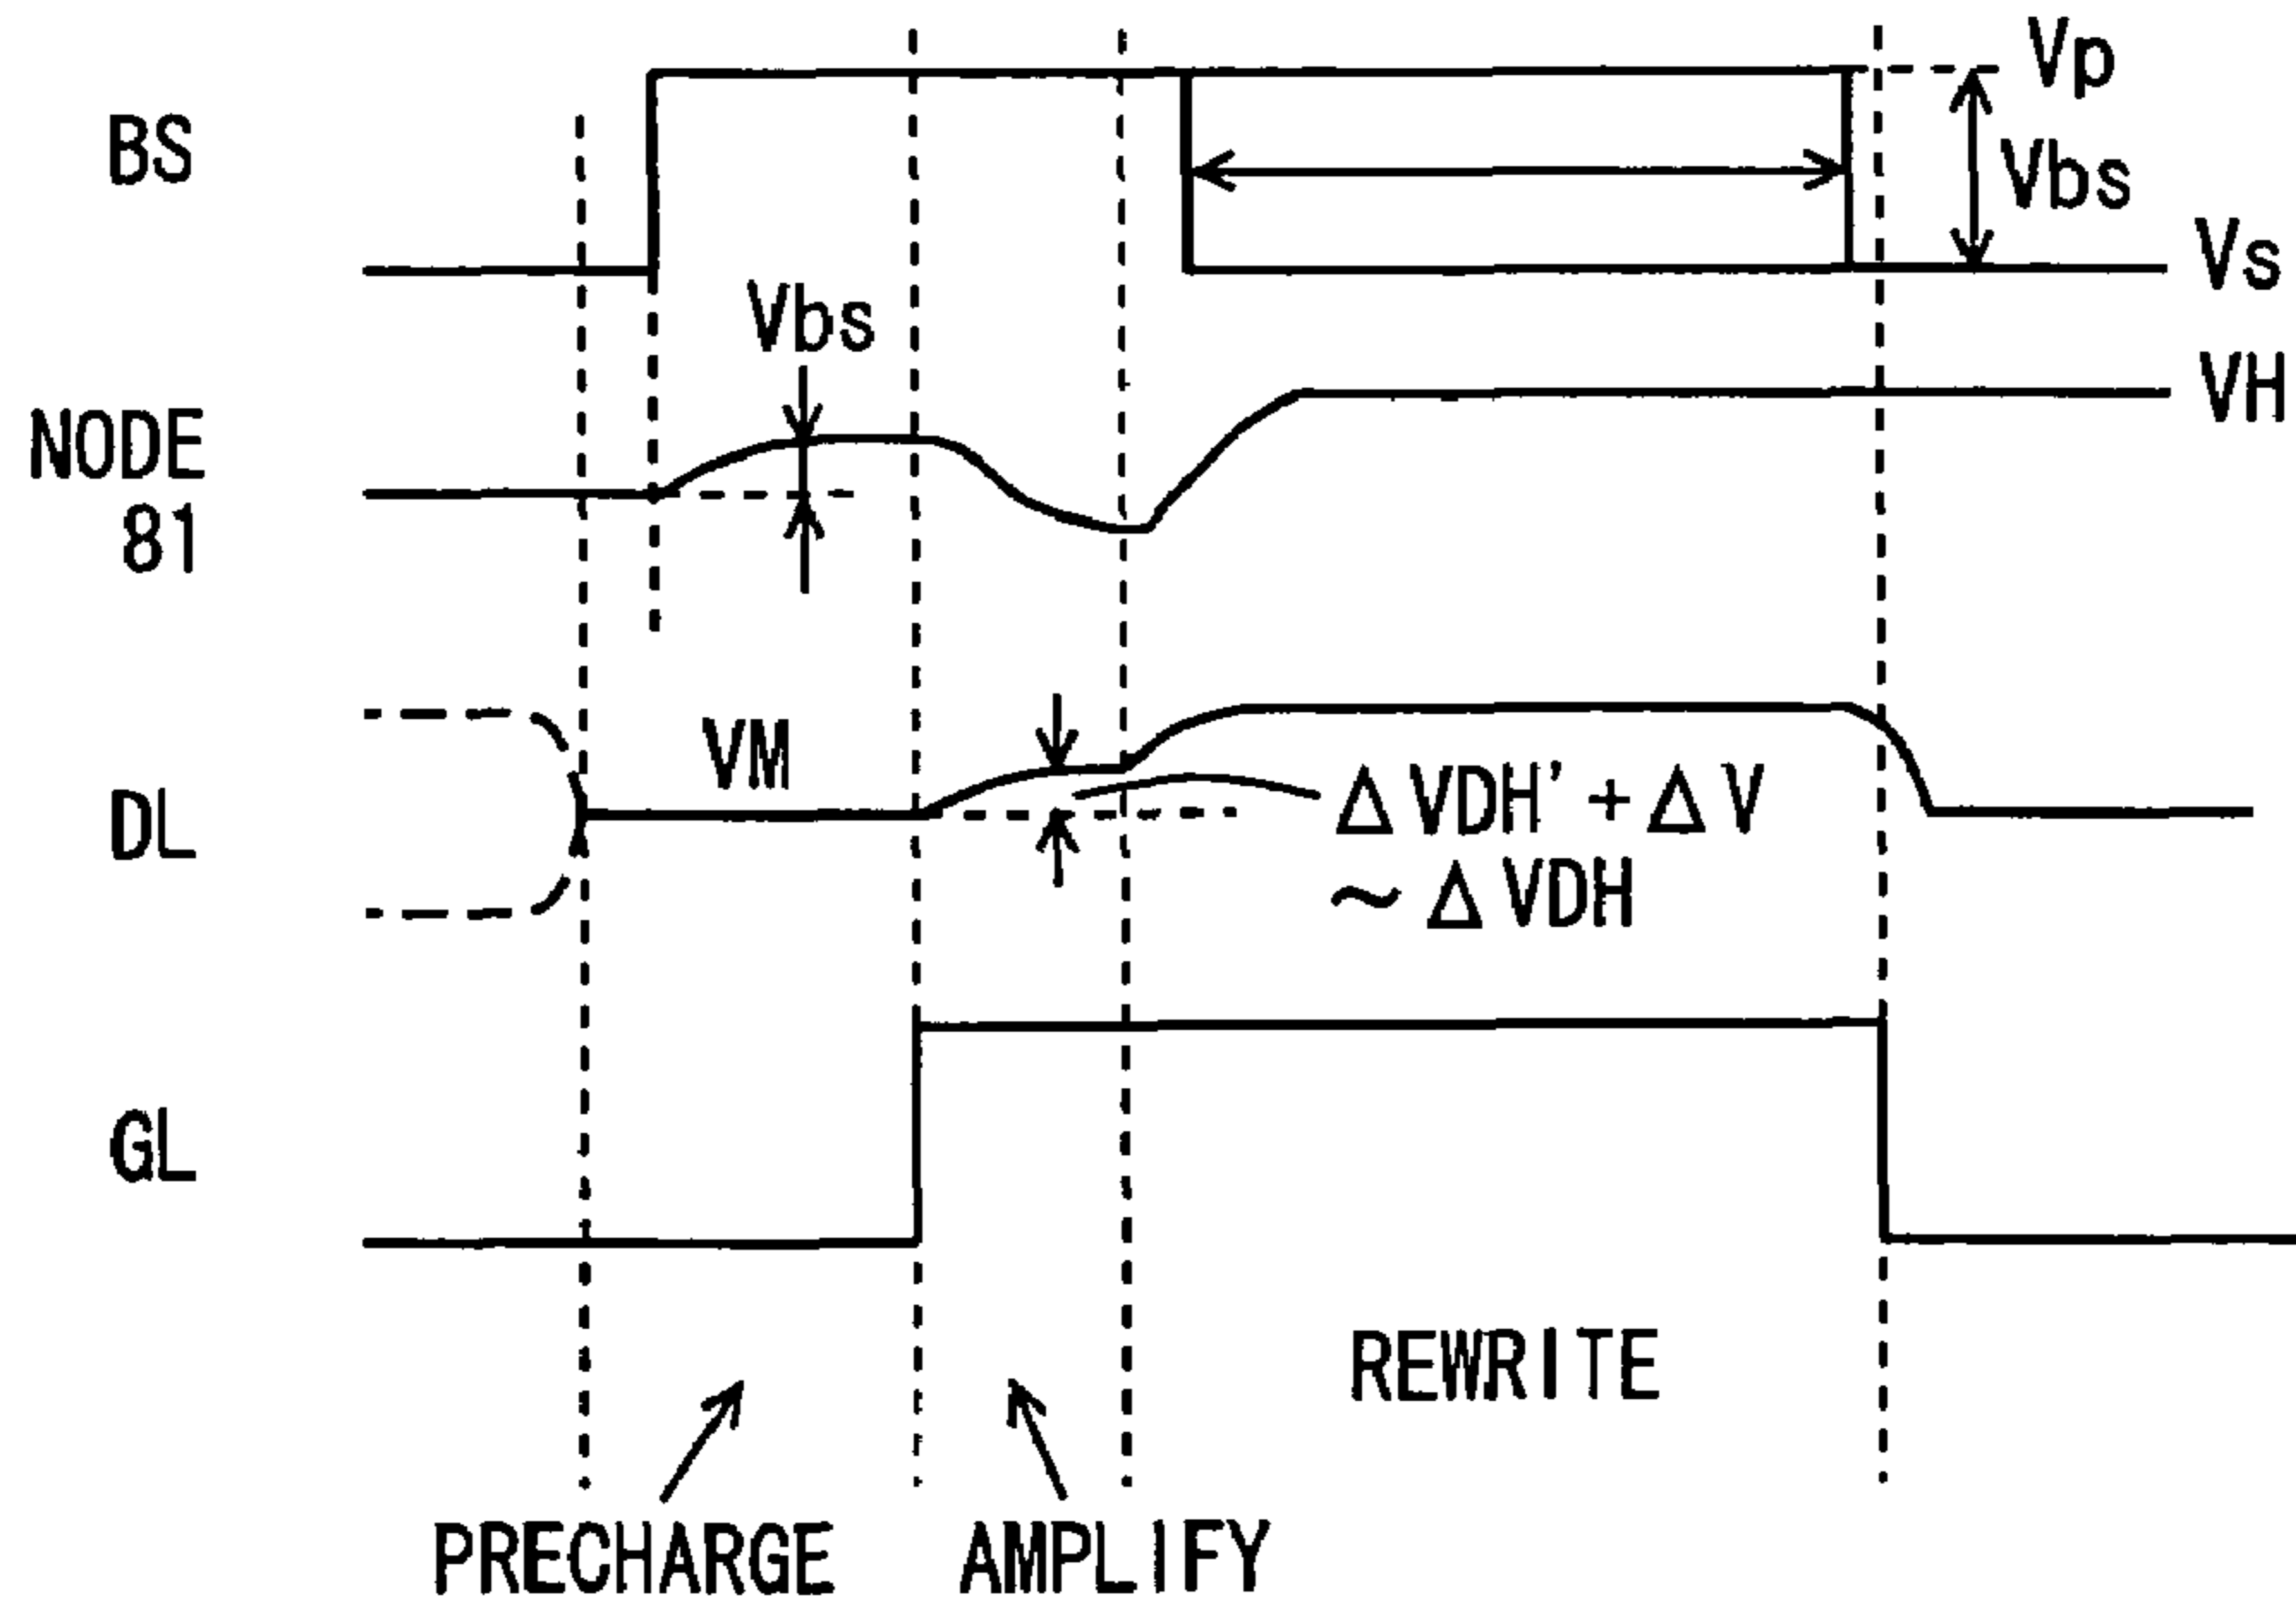 BS
Vp
Vbs
Vs
Vbs
VH
NODE
81
VM
DL
ΔVDH'+ΔV
~ΔVDH
GL
REWRITE
PRECHARGE
AMPLIFY